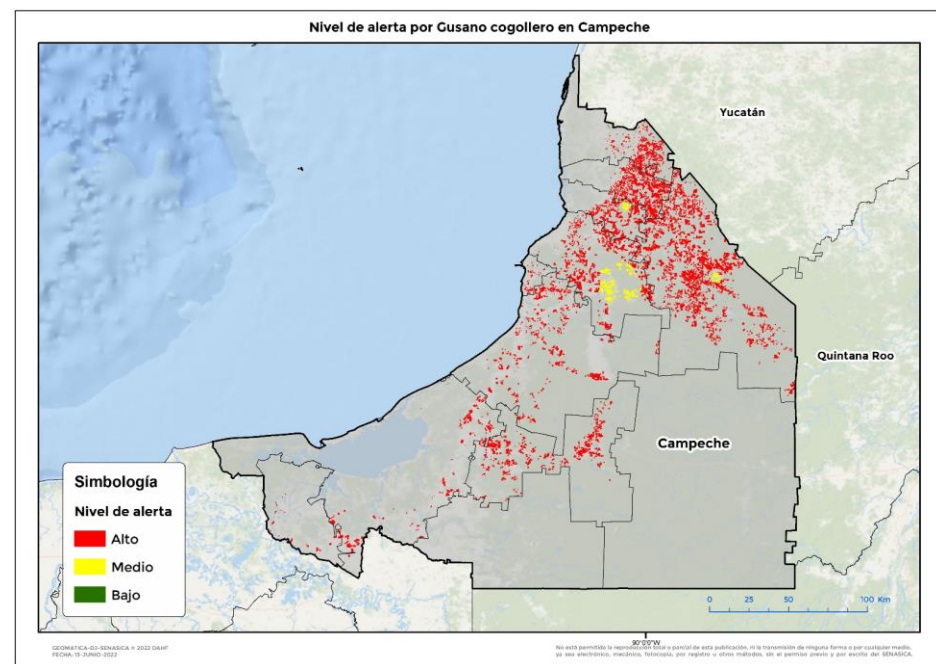 Nivel de alerta por Gusano cogollero en Campeche
Yucatán
Quintana Roo
Campeche
Simbología
Nivel de alerta
Alto
Medio
Bajo
0 25 50 100 Km
90°0'0"W
GEOMATICA-DJ-SENASICA © 2022 DAHT
FECHA: 15-JUNIO-2022
No está permitida la reproducción total o parcial de esta publicación, ni la transmisión de ninguna forma o por cualquier medio,
ya sea electrónico, mecánico, fotocopia, por registro u otros métodos, sin el permiso previo y por escrito del SENASICA.